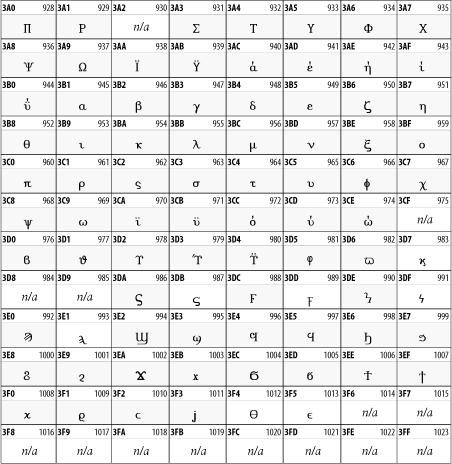 3A0 928 3A1 929 3A2 930 3A3 931 3A4 932 3A5 933 3A6 934 3A7 935
Π Ρ n/a Σ Τ Υ Φ Χ
3A8 936 3A9 937 3AA 938 3AB 939 3AC 940 3AD 941 3AE 942 3AF 943
Ψ Ω Ϊ Ϋ ά έ ή ί
3B0 944 3B1 945 3B2 946 3B3 947 3B4 948 3B5 949 3B6 950 3B7 951
ΰ α β γ δ ε ζ η
3B8 952 3B9 953 3BA 954 3BB 955 3BC 956 3BD 957 3BE 958 3BF 959
θ ι κ λ μ ν ξ ο
3C0 960 3C1 961 3C2 962 3C3 963 3C4 964 3C5 965 3C6 966 3C7 967
π ρ ς σ τ υ ϕ χ
3C8 968 3C9 969 3CA 970 3CB 971 3CC 972 3CD 973 3CE 974 3CF 975
ψ ω ϊ ϋ ό ύ ώ n/a
3D0 976 3D1 977 3D2 978 3D3 979 3D4 980 3D5 981 3D6 982 3D7 983
ϐ ϑ ϒ ϓ ϔ φ ϖ ϗ
3D8 984 3D9 985 3DA 986 3DB 987 3DC 988 3DD 989 3DE 990 3DF 991
n/a n/a Ϛ ϛ Ϝ ϝ Ϟ ϟ
3E0 992 3E1 993 3E2 994 3E3 995 3E4 996 3E5 997 3E6 998 3E7 999
Ϡ ϡ Ϣ ϣ Ϥ ϥ Ϧ ϧ
3E8 1000 3E9 1001 3EA 1002 3EB 1003 3EC 1004 3ED 1005 3EE 1006 3EF 1007
Ϩ ϩ Ϫ ϫ Ϭ ϭ Ϯ ϯ
3F0 1008 3F1 1009 3F2 1010 3F3 1011 3F4 1012 3F5 1013 3F6 1014 3F7 1015
ϰ ϱ ϲ ϳ ϴ ϵ n/a n/a
3F8 1016 3F9 1017 3FA 1018 3FB 1019 3FC 1020 3FD 1021 3FE 1022 3FF 1023
n/a n/a n/a n/a n/a n/a n/a n/a